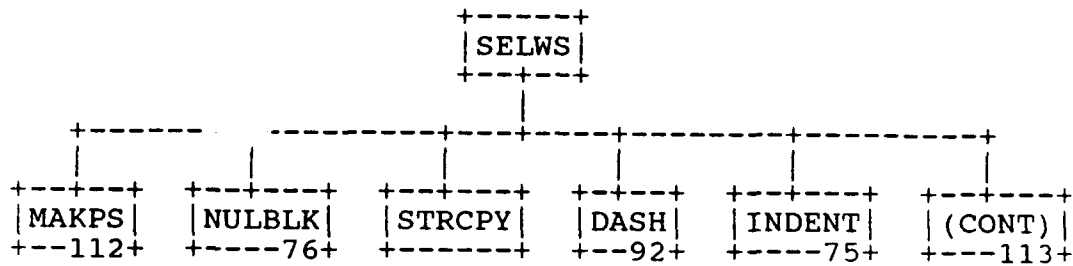 SELWS
MAKPS NULBLK STRCPY DASH INDENT (CONT)
112 76 92 75 113